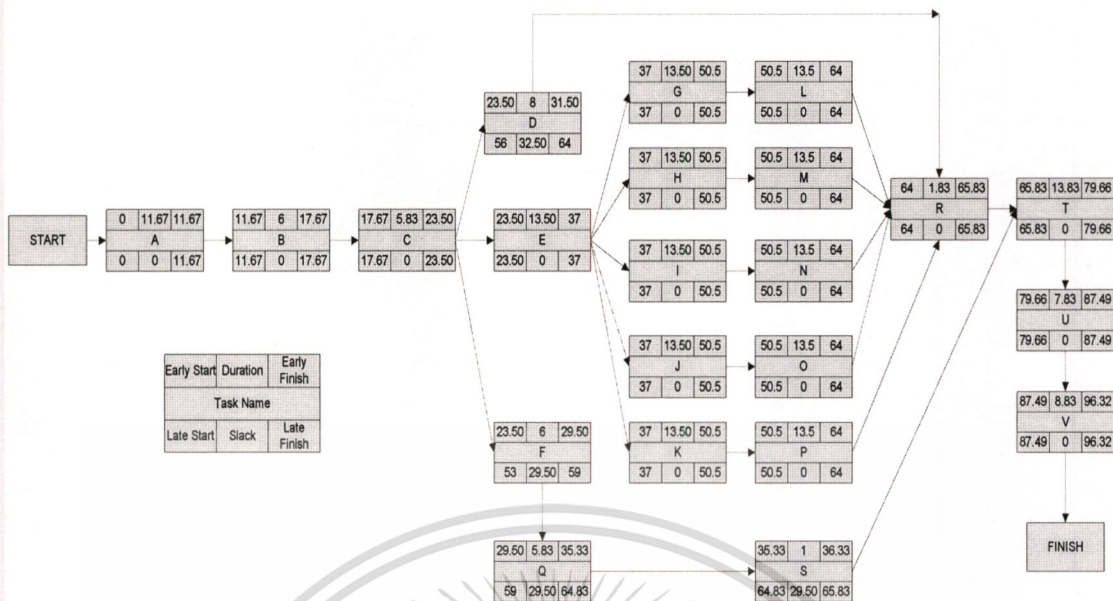 START
0 11.67 11.67
A
0 0 11.67
11.67 6 17.67
B
11.67 0 17.67
17.67 5.83 23.50
C
17.67 0 23.50
23.50 8 31.50
D
56 32.50 64
23.50 13.50 37
E
23.50 0 37
23.50 6 29.50
F
53 29.50 59
29.50 5.83 35.33
Q
59 29.50 64.83
37 13.50 50.5
G
37 0 50.5
37 13.50 50.5
H
37 0 50.5
37 13.50 50.5
I
37 0 50.5
37 13.50 50.5
J
37 0 50.5
37 13.50 50.5
K
37 0 50.5
50.5 13.5 64
L
50.5 0 64
50.5 13.5 64
M
50.5 0 64
50.5 13.5 64
N
50.5 0 64
50.5 13.5 64
O
50.5 0 64
50.5 13.5 64
P
50.5 0 64
35.33 1 36.33
S
64.83 29.50 65.83
64 1.83 65.83
R
64 0 65.83
65.83 13.83 79.66
T
65.83 0 79.66
79.66 7.83 87.49
U
79.66 0 87.49
87.49 8.83 96.32
V
87.49 0 96.32
FINISH
Early Start Duration Early
Finish
Task Name
Late Start Slack Late
Finish